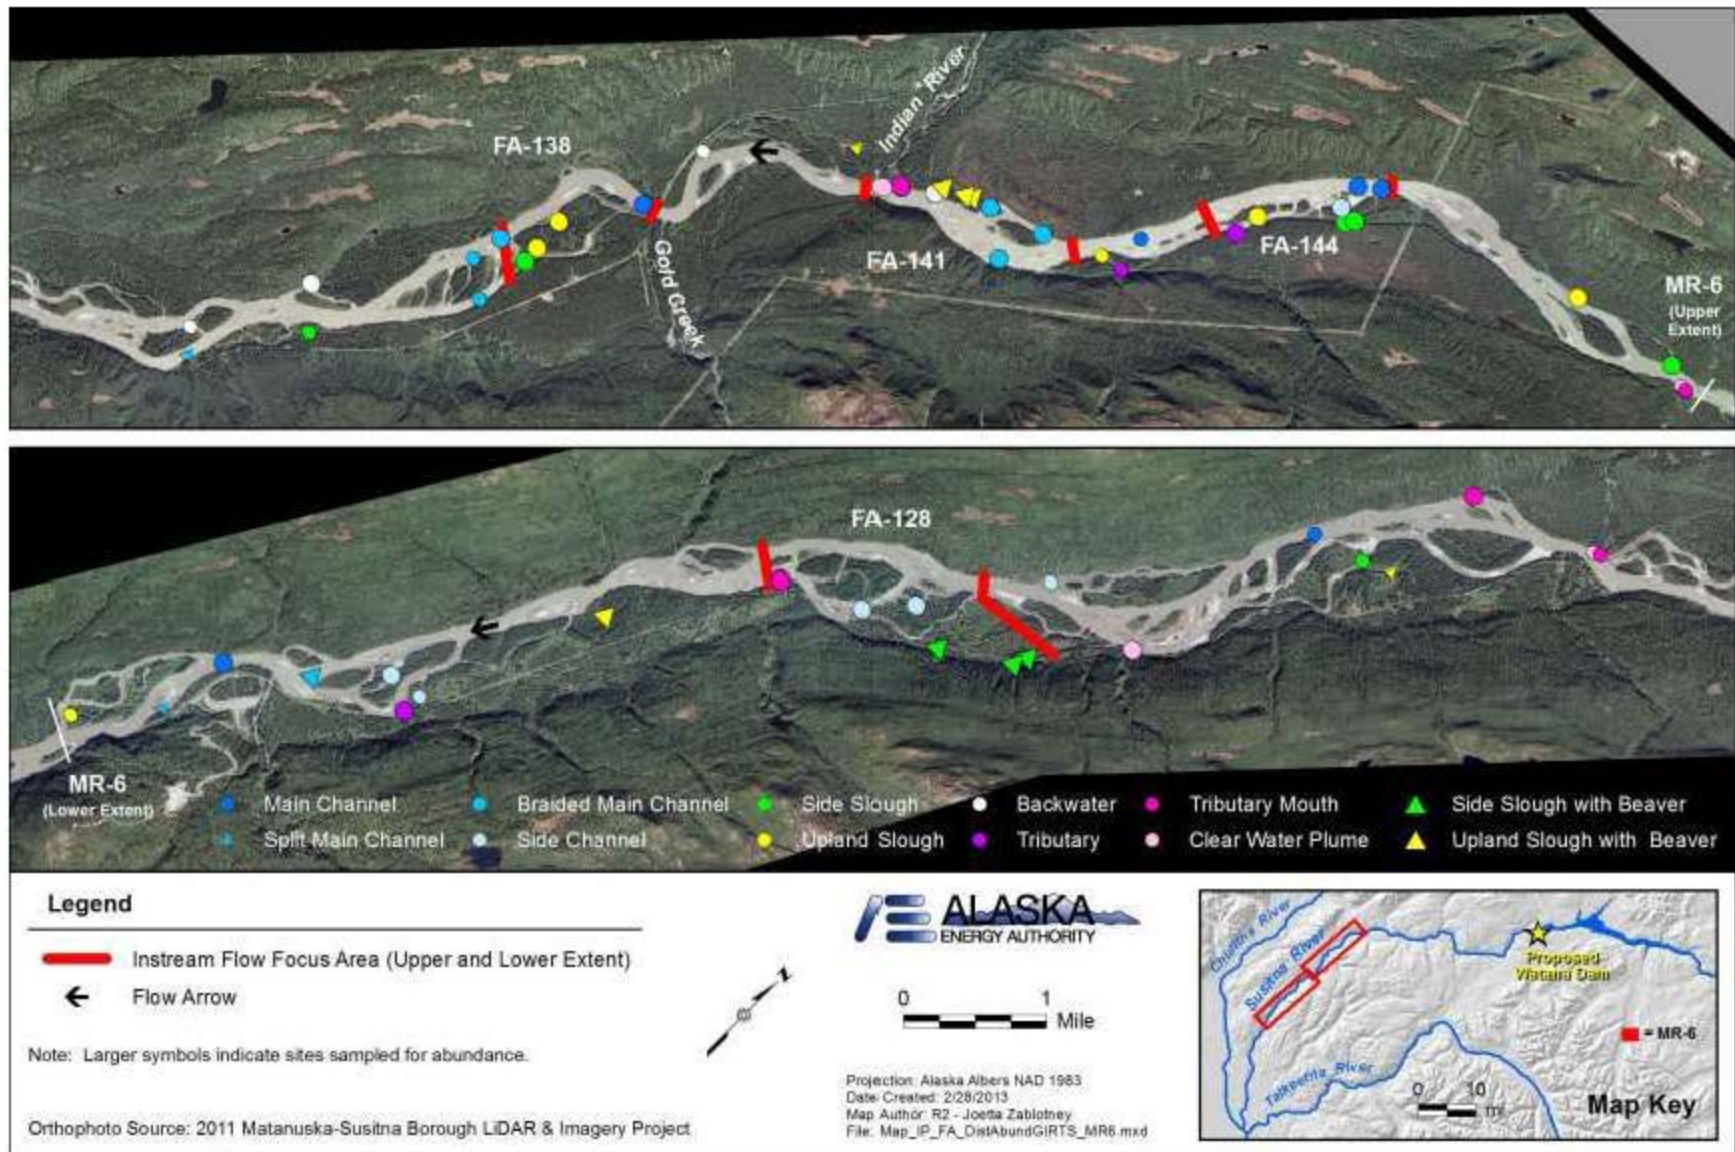 Indian River
FA-138
Gold Creek
FA-141
FA-144
MR-6
(Upper
Extent)
FA-128
MR-6
(Lower Extent)
Main Channel
Braided Main Channel
Side Slough
Backwater
Tributary Mouth
Side Slough with Beaver
Split Main Channel
Side Channel
Upland Slough
Tributary
Clear Water Plume
Upland Slough with Beaver
Legend
Instream Flow Focus Area (Upper and Lower Extent)
Flow Arrow
Note: Larger symbols indicate sites sampled for abundance.
Orthophoto Source: 2011 Matanuska-Susitna Borough LiDAR & Imagery Project
N
ALASKA
ENERGY AUTHORITY
0 1
Mile
Projection: Alaska Albers NAD 1983
Date Created: 2/28/2013
Map Author: R2 - Joetta Zablotney
File: Map_IP_FA_DistAbundGIRTS_MR6.mxd
Chulitna River
Susitna River
Proposed
Watana Dam
= MR-6
Talkeetna River
0 10
mi
Map Key